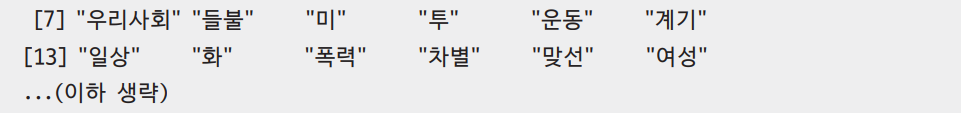 [7] "우리사회" "들불" "미" "투" "운동" "계기"
[13] "일상" "화" "폭력" "차별" "맞선" "여성"
...(이하 생략)